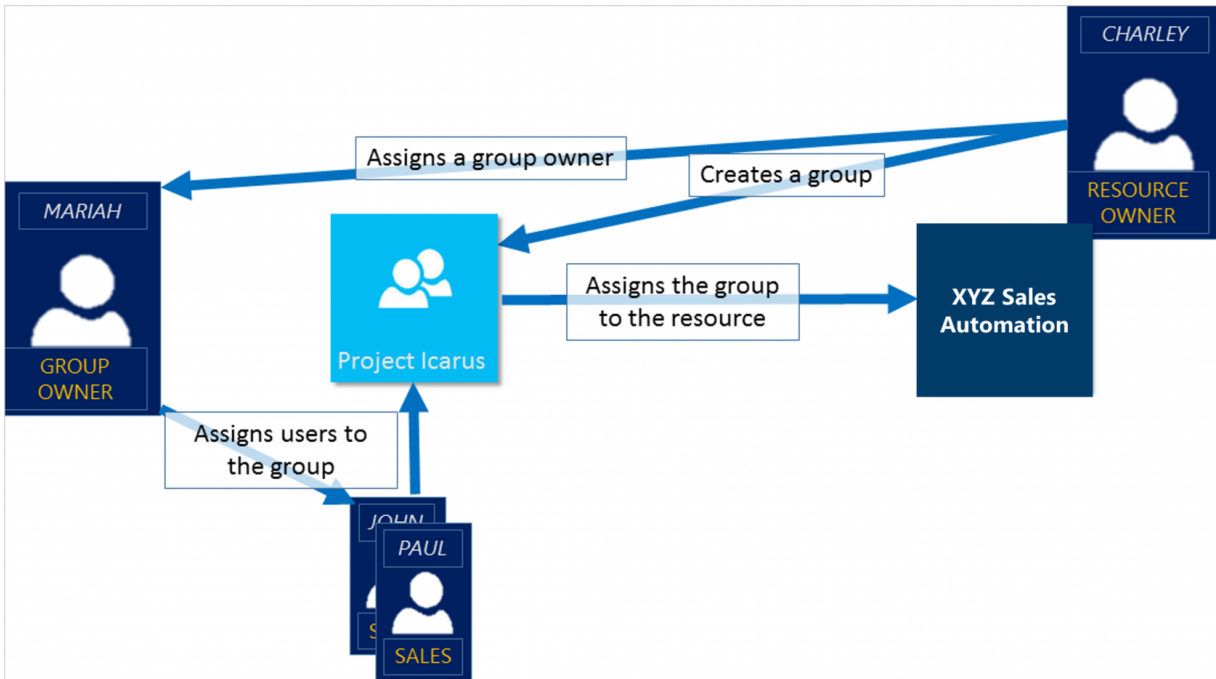 CHARLEY
RESOURCE
OWNER
Assigns a group owner
Creates a group
MARIAH
GROUP
OWNER
Project Icarus
Assigns the group
to the resource
XYZ Sales
Automation
Assigns users to
the group
JOHN
PAUL
SALES